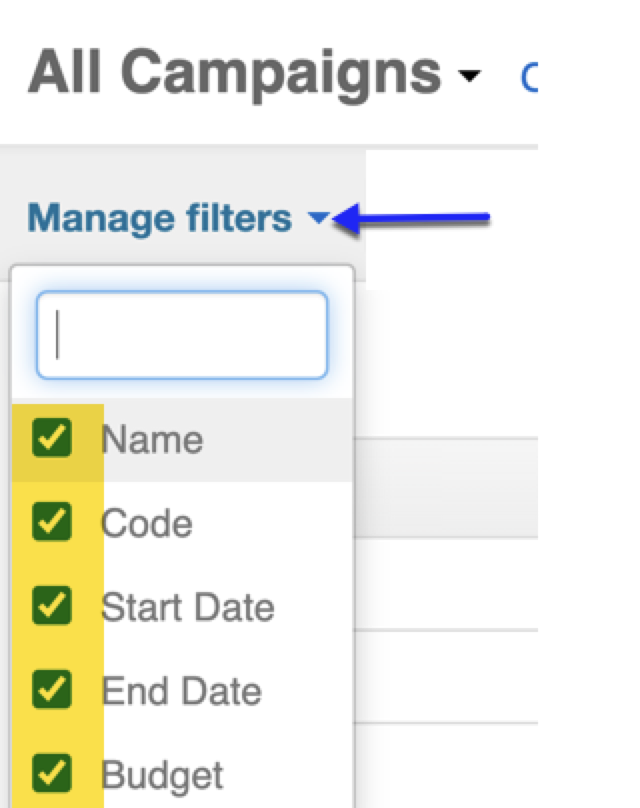 All Campaigns
Manage filters
Name
Code
Start Date
End Date
Budget